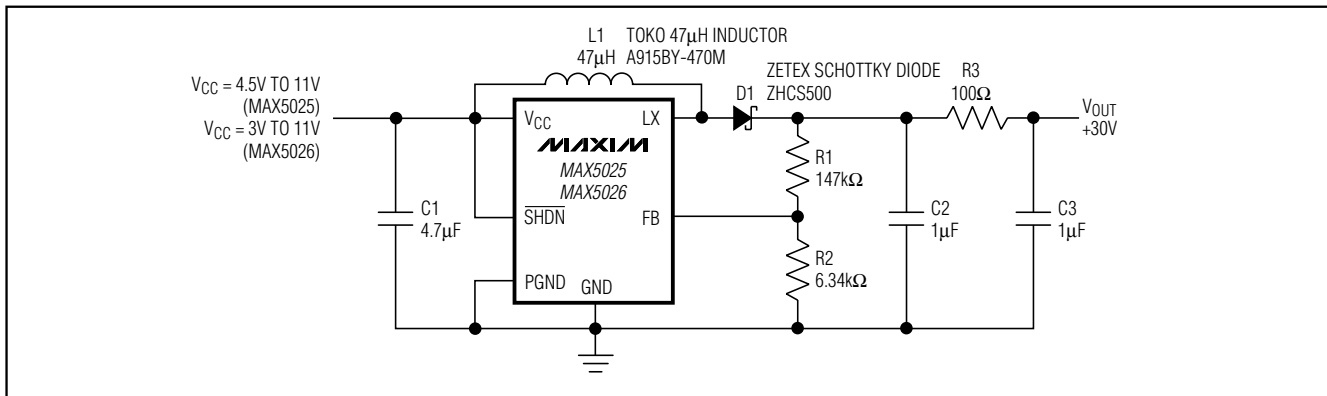 L1 TOKO 47μH INDUCTOR
47μH A915BY-470M
ZETEX SCHOTTKY DIODE
ZHCS500
D1
R3
100Ω
VCC = 4.5V TO 11V
(MAX5025)
VCC = 3V TO 11V
(MAX5026)
VOUT
+30V
VCC
LX
MAXIM
MAX5025
MAX5026
SHDN
FB
PGND
GND
R1
147kΩ
R2
6.34kΩ
C1
4.7μF
C2
1μF
C3
1μF